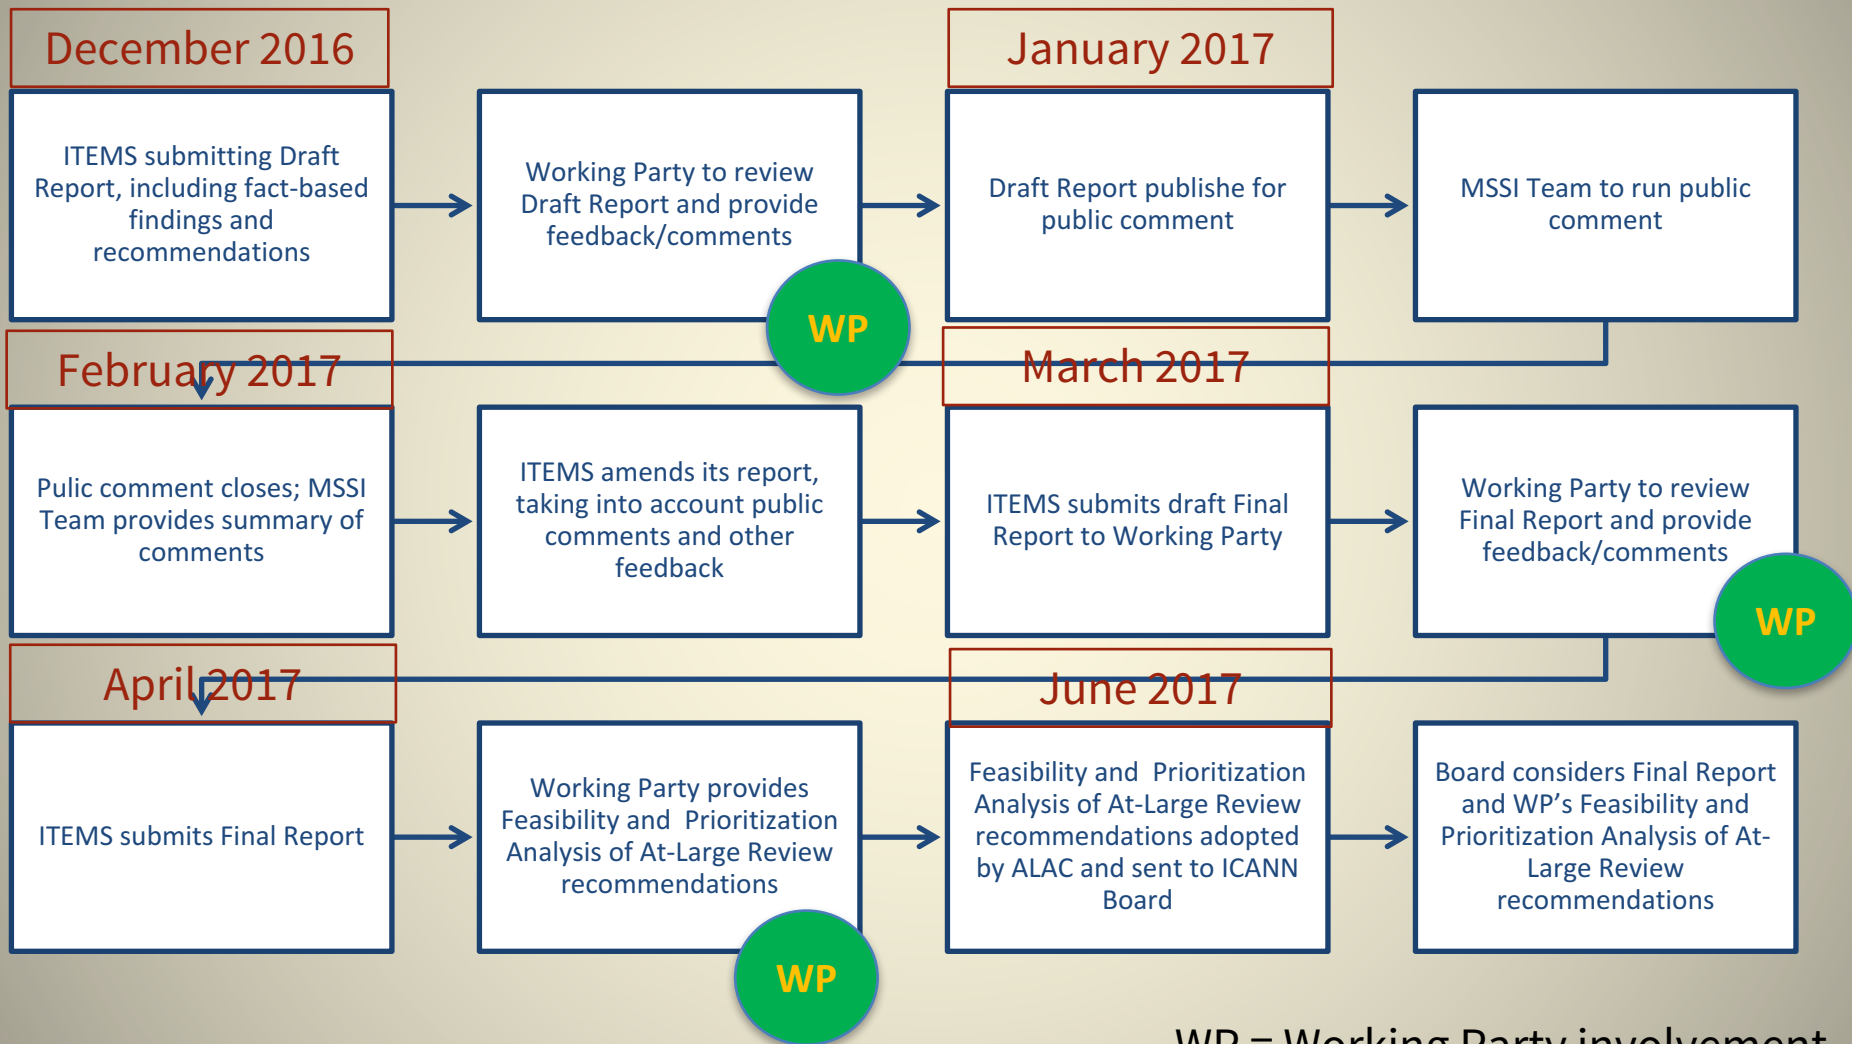 December 2016
January 2017
ITEMS submitting Draft
Report, including fact-based
findings and
recommendations
Working Party to review
Draft Report and provide
feedback/comments
WP
Draft Report publishe for
public comment
MSSI Team to run public
comment
February 2017
March 2017
Pulic comment closes; MSSI
Team provides summary of
comments
ITEMS amends its report,
taking into account public
comments and other
feedback
ITEMS submits draft Final
Report to Working Party
Working Party to review
Final Report and provide
feedback/comments
WP
April 2017
June 2017
ITEMS submits Final Report
Working Party provides
Feasibility and Prioritization
Analysis of At-Large Review
recommendations
WP
Feasibility and Prioritization
Analysis of At-Large Review
recommendations adopted
by ALAC and sent to ICANN
Board
Board considers Final Report
and WP’s Feasibility and
Prioritization Analysis of At-
Large Review
recommendations
WP = Working Party involvement